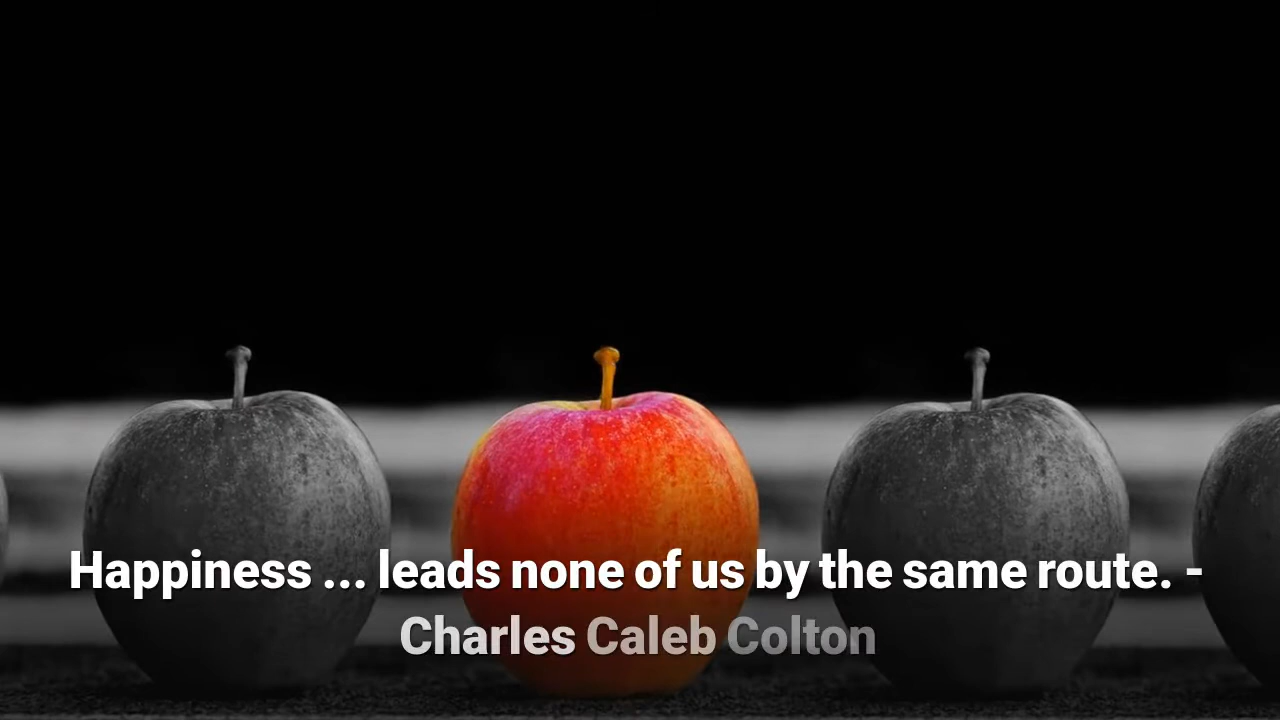 Happiness ... leads none of us by the same route. -
Charles Caleb Colton